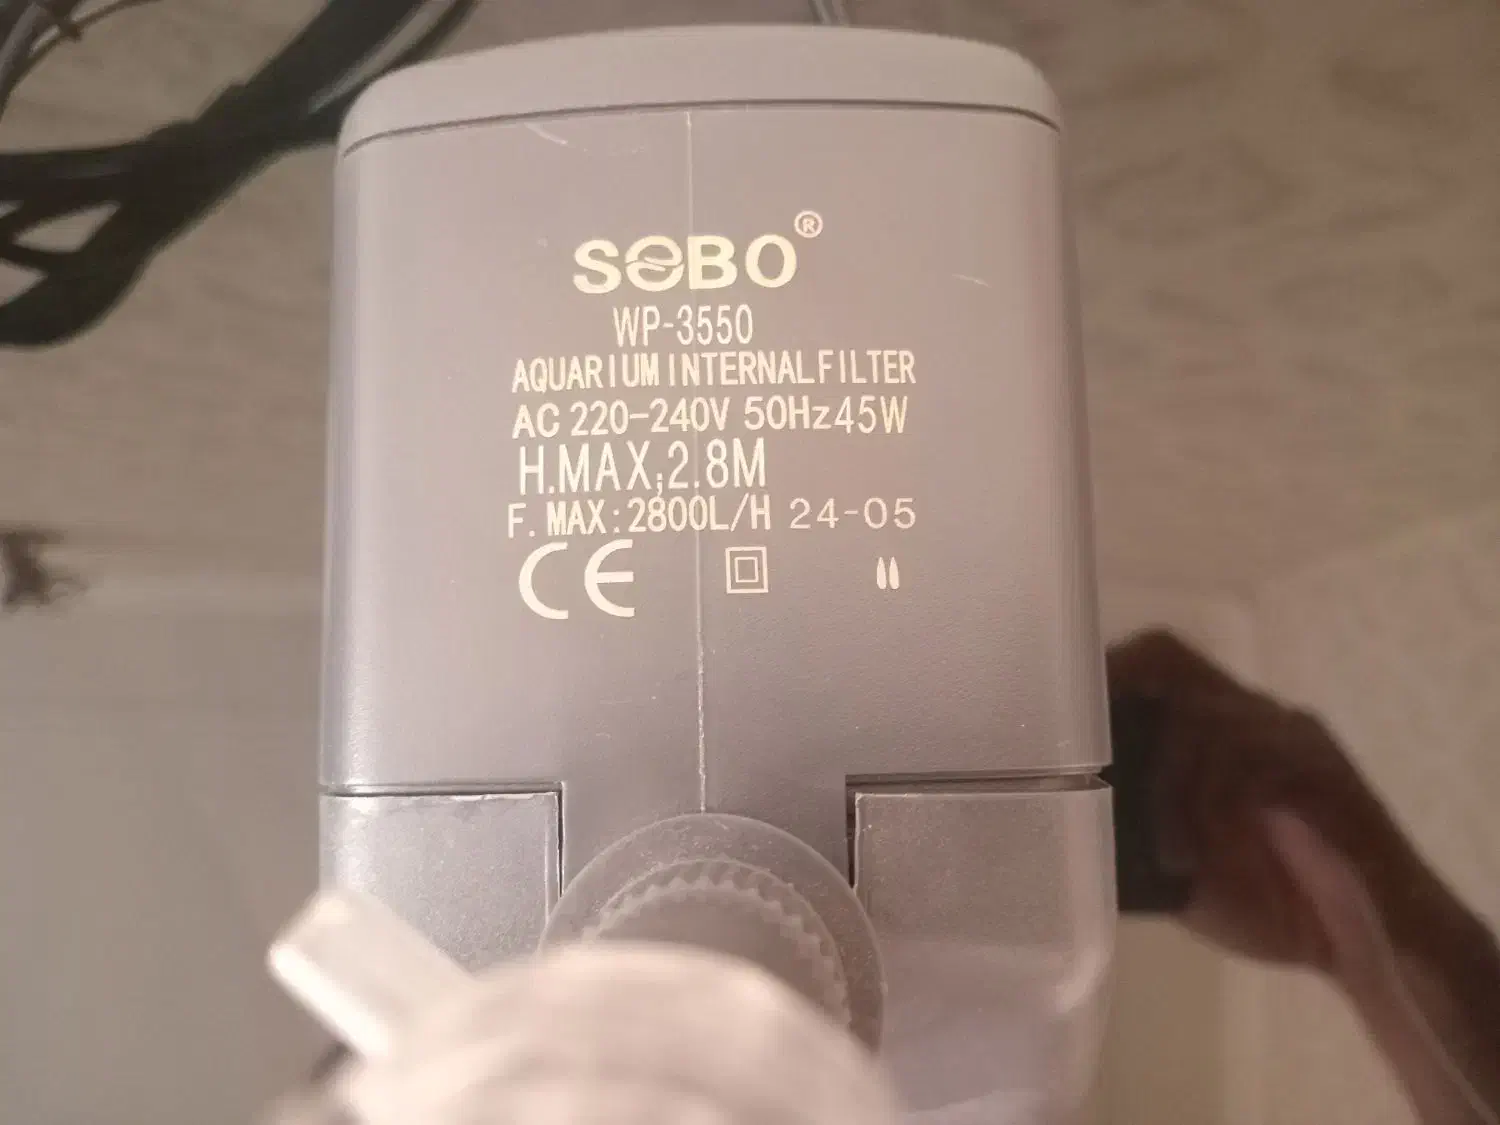 SOBO®
WP-3550
AQUARIUM INTERNAL FILTER
AC 220-240V 50Hz 45W
H.MAX;2.8M
F. MAX:2800L/H 24-05
CE